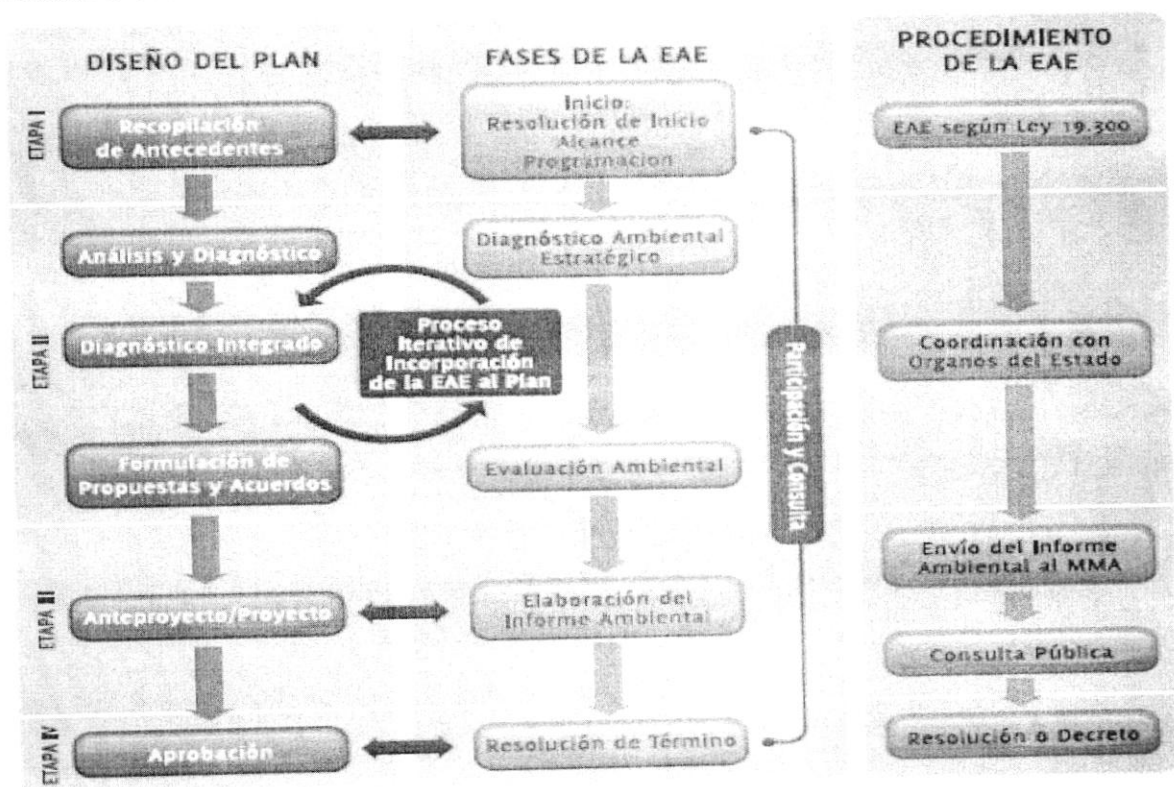 DISEÑO DEL PLAN
ETAPA I
Recopilación
de Antecedentes
ETAPA II
Análisis y Diagnóstico
Diagnóstico Integrado
Formulación de
Propuestas y Acuerdos
ETAPA III
Anteproyecto/Proyecto
ETAPA IV
Aprobación
Proceso
Iterativo de
Incorporación
de la EAE al Plan
FASES DE LA EAE
Inicio:
Resolución de Inicio
Alcance
Programacion
Diagnóstico Ambiental
Estratégico
Evaluación Ambiental
Elaboración del
Informe Ambiental
Resolución de Término
Participación y Consulta
PROCEDIMIENTO
DE LA EAE
EAE según Ley 19.300
Coordinación con
Organos del Estado
Envío del Informe
Ambiental al MMA
Consulta Pública
Resolución o Decreto